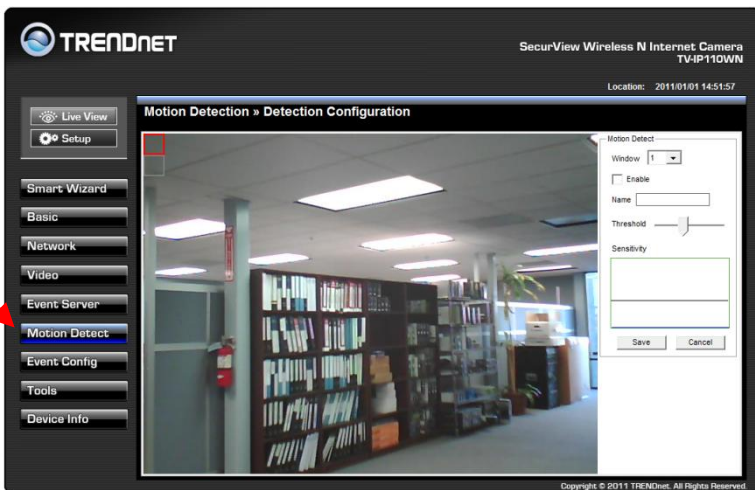 TRENDNET
SecurView Wireless N Internet Camera
TV-IP110WN
Location: 2011/01/01 14:51:57
Live View
Setup
Motion Detection » Detection Configuration
Smart Wizard
Basic
Network
Video
Event Server
Motion Detect
Event Config
Tools
Device Info
Motion Detect
Window 1
Enable
Name
Threshold
Sensitivity
Save Cancel
Copyright © 2011 TRENDnet. All Rights Reserved.